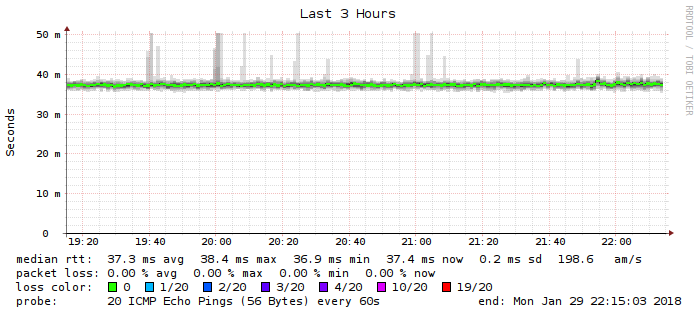 Last 3 Hours
RRDTOOL / TOBI OETIKER
Seconds
50 m
40 m
30 m
20 m
10 m
0
19:20 19:40 20:00 20:20 20:40 21:00 21:20 21:40 22:00
median rtt: 37.3 ms avg 38.4 ms max 36.9 ms min 37.4 ms now 0.2 ms sd 198.6 am/s
packet loss: 0.00 % avg 0.00 % max 0.00 % min 0.00 % now
loss color: 0 1/20 2/20 3/20 4/20 10/20 19/20
probe: 20 ICMP Echo Pings (56 Bytes) every 60s end: Mon Jan 29 22:15:03 2018